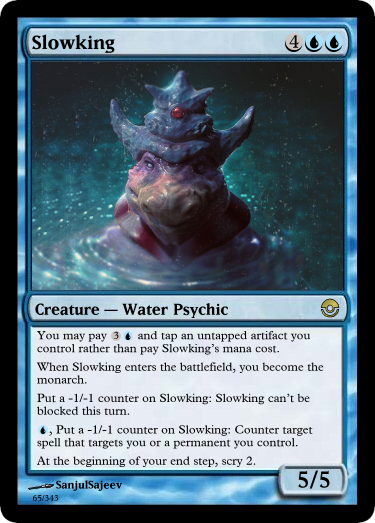 Slowking 4
Creature — Water Psychic
You may pay 3 and tap an untapped artifact you
control rather than pay Slowking's mana cost.
When Slowking enters the battlefield, you become the
monarch.
Put a -1/-1 counter on Slowking: Slowking can't be
blocked this turn.
, Put a -1/-1 counter on Slowking: Counter target
spell that targets you or a permanent you control.
At the beginning of your end step, scry 2.
5/5
SanjulSajeev
65/343